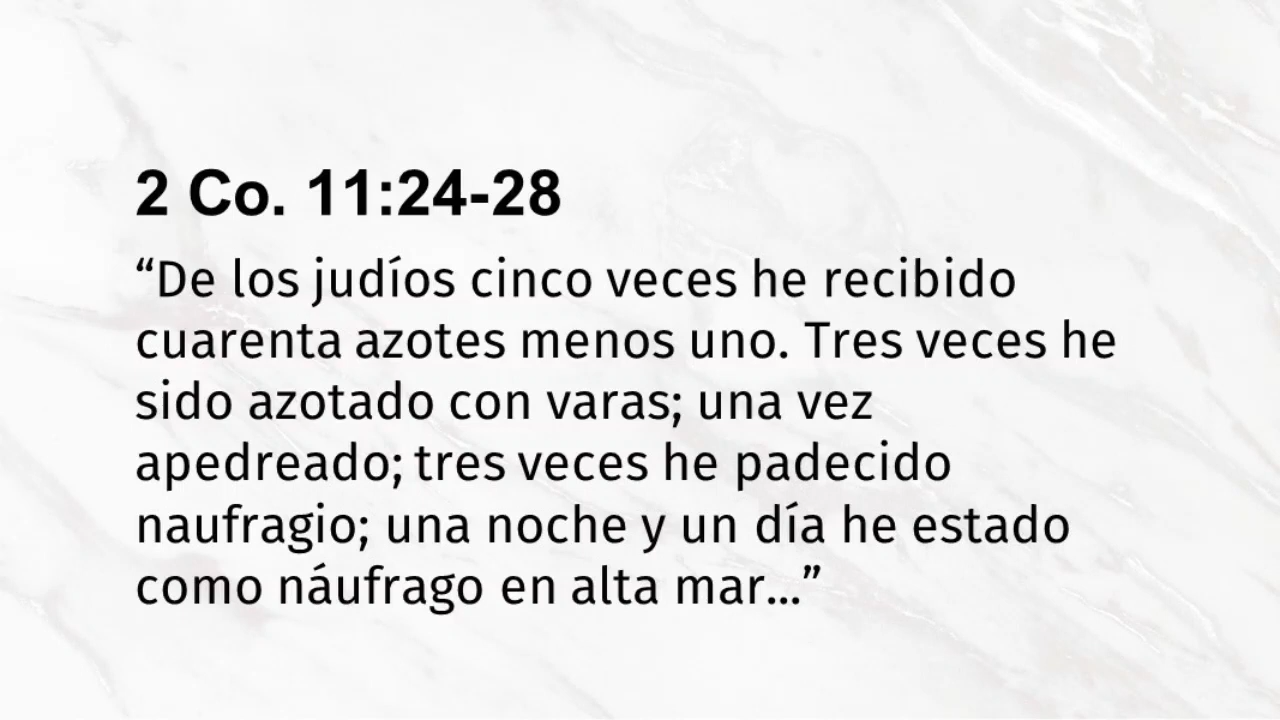 2 Co. 11:24-28
“De los judíos cinco veces he recibido
cuarenta azotes menos uno. Tres veces he
sido azotado con varas; una vez
apedreado; tres veces he padecido
naufragio; una noche y un día he estado
como náufrago en alta mar…”